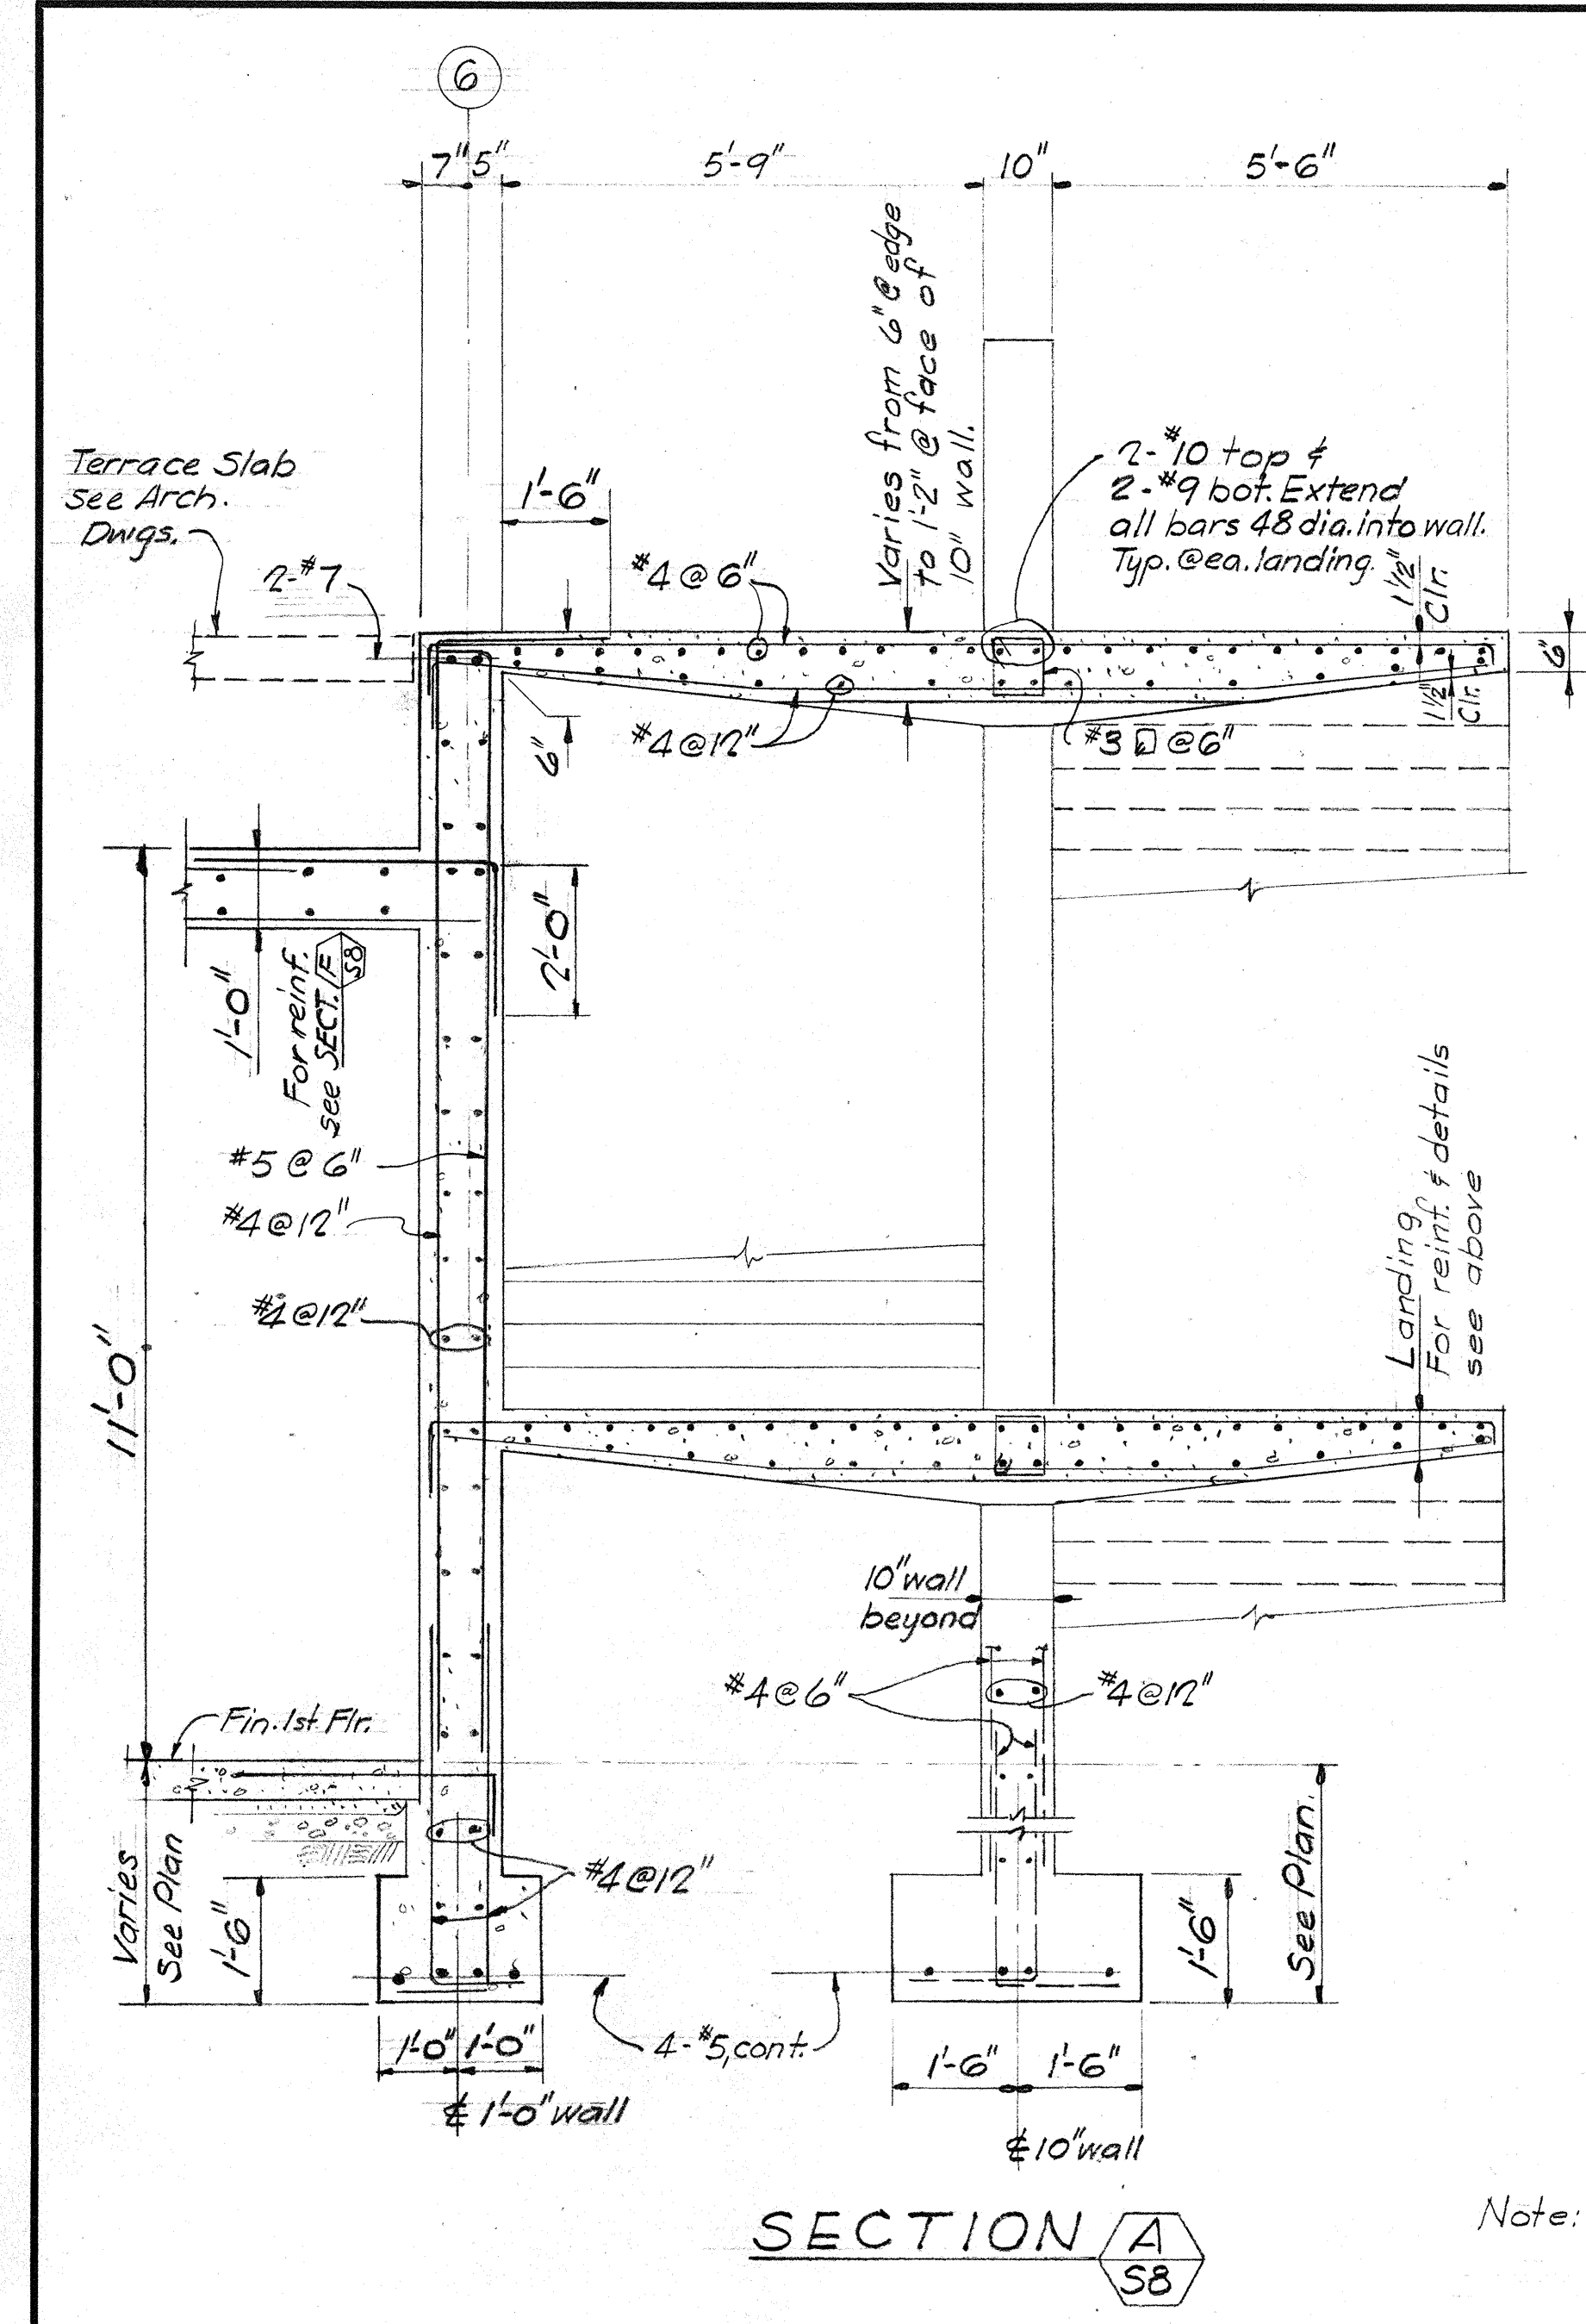 6
7" 5"
5'-9"
10"
5'-6"
Varies from 6" @ edge
to 1'-2" @ face of
10" wall.
Terrace Slab
see Arch.
Dwgs.
1'-6"
2-#7
#4 @ 6"
2-#10 top &
2-#9 bot. Extend
all bars 48 dia. into wall.
Typ. @ ea. landing.
1½"
Clr.
6"
6"
#4 @ 12"
#3 @ 6"
1½"
Clr.
1'-0"
For reinf.
see SECT. F
S8
2'-0"
#5 @ 6"
#4 @ 12"
#4 @ 12"
11'-0"
Landing
For reinf. & details
see above
10" wall
beyond
#4 @ 6"
#4 @ 12"
Fin. 1st Flr.
Varies
See Plan
1'-6"
#4 @ 12"
1'-6"
See Plan.
1'-0" 1'-0"
4-#5, cont.
1'-6" 1'-6"
℄ 1'-0" wall
℄ 10" wall
SECTION A
S8
Note: